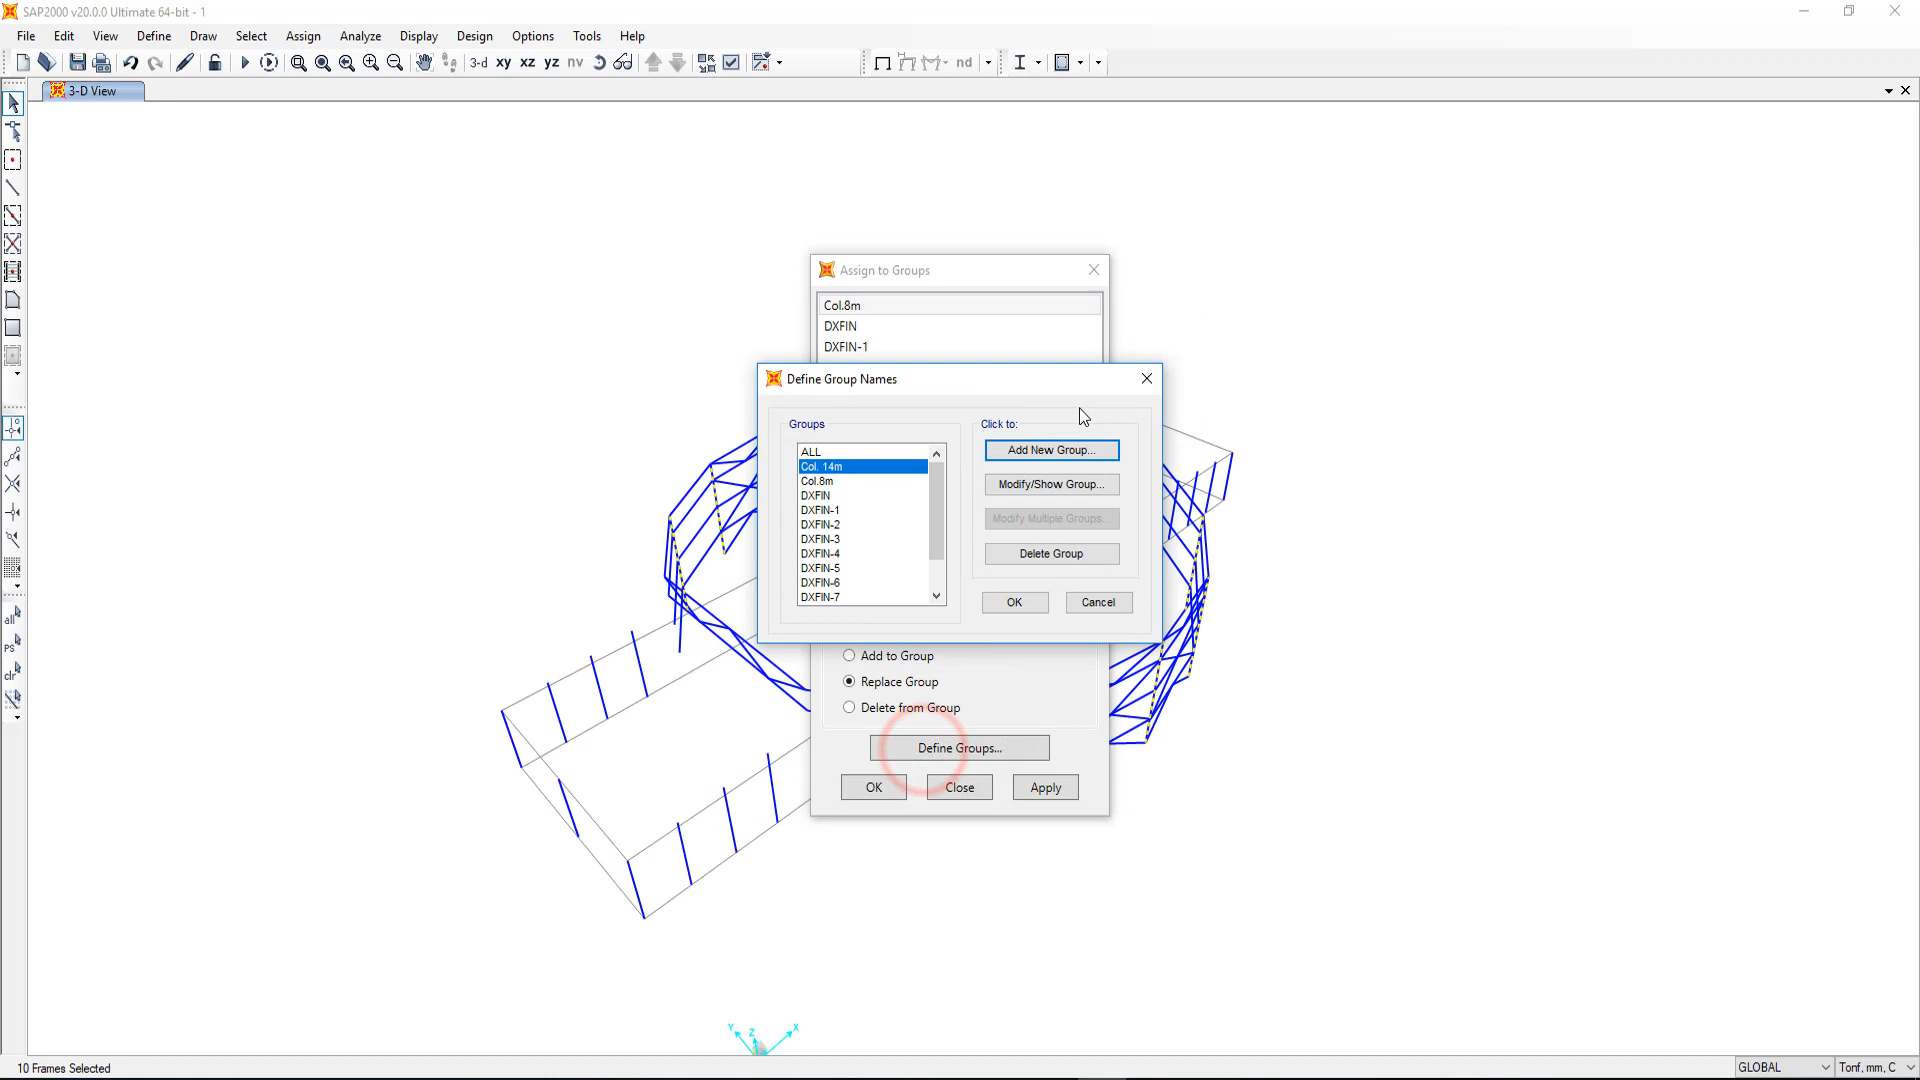 SAP2000 v20.0.0 Ultimate 64-bit - 1
File Edit View Define Draw Select Assign Analyze Display Design Options Tools Help
3-d xy xz yz nv nd
3-D View
Assign to Groups
Col.8m
DXFIN
DXFIN-1
Define Group Names
Groups
Click to:
ALL
Col. 14m
Col.8m
DXFIN
DXFIN-1
DXFIN-2
DXFIN-3
DXFIN-4
DXFIN-5
DXFIN-6
DXFIN-7
Add New Group...
Modify/Show Group...
Modify Multiple Groups...
Delete Group
OK Cancel
Add to Group
Replace Group
Delete from Group
Define Groups...
OK Close Apply
all
PS
clr
Y Z X
10 Frames Selected
GLOBAL Tonf, mm, C